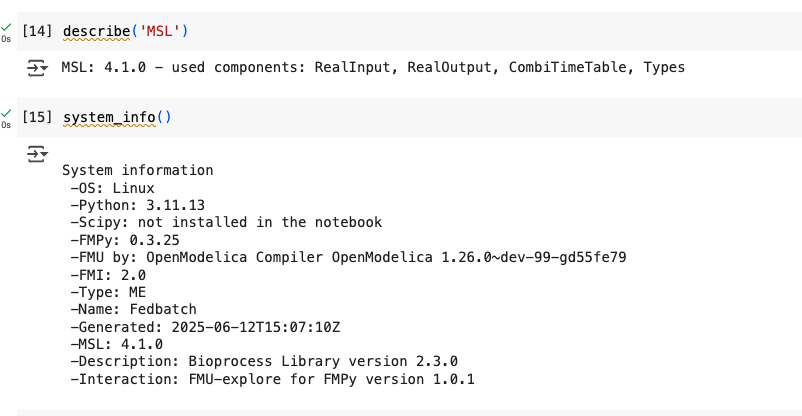 [14] describe('MSL')
0s
MSL: 4.1.0 – used components: RealInput, RealOutput, CombiTimeTable, Types
[15] system_info()
0s
System information
-OS: Linux
-Python: 3.11.13
-Scipy: not installed in the notebook
-FMPy: 0.3.25
-FMU by: OpenModelica Compiler OpenModelica 1.26.0~dev-99-gd55fe79
-FMI: 2.0
-Type: ME
-Name: Fedbatch
-Generated: 2025-06-12T15:07:10Z
-MSL: 4.1.0
-Description: Bioprocess Library version 2.3.0
-Interaction: FMU-explore for FMPy version 1.0.1